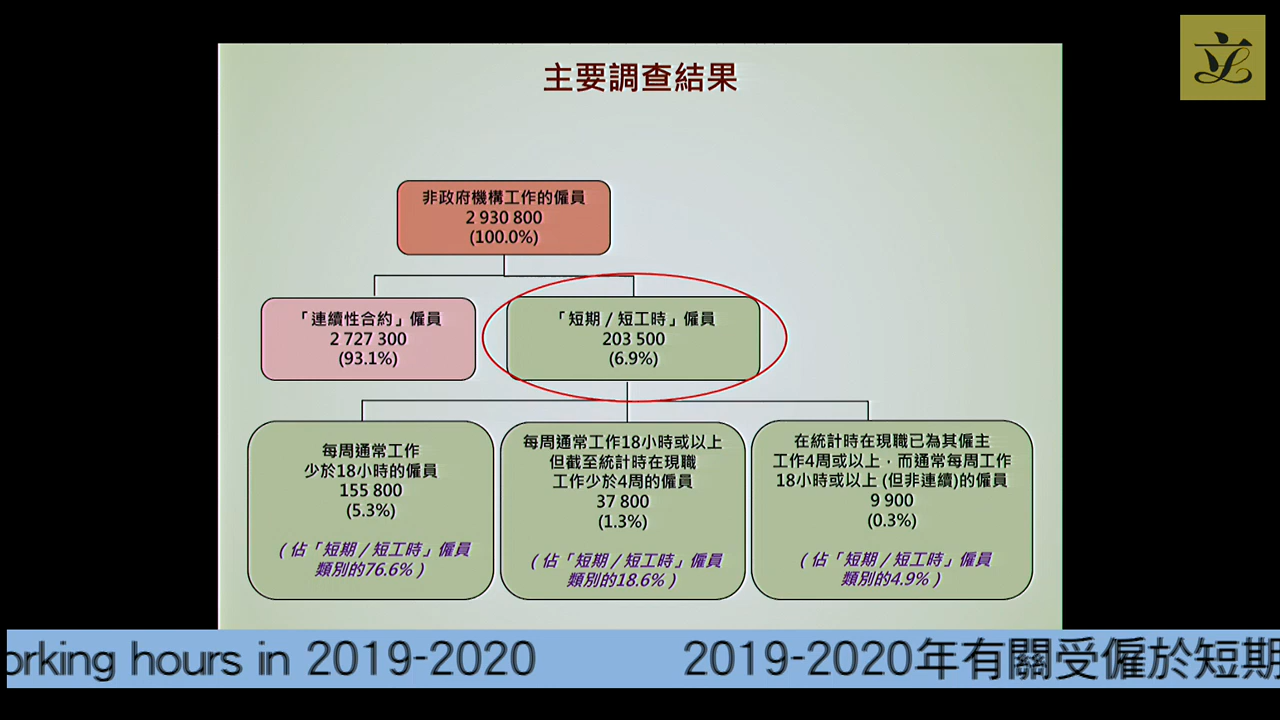 主要調查結果
非政府機構工作的僱員
2 930 800
(100.0%)
「連續性合約」僱員
2 727 300
(93.1%)
「短期／短工時」僱員
203 500
(6.9%)
每周通常工作
少於18小時的僱員
155 800
(5.3%)
（佔「短期／短工時」僱員
類別的76.6%）
每周通常工作18小時或以上
但截至統計時在現職
工作少於4周的僱員
37 800
(1.3%)
（佔「短期／短工時」僱員
類別的18.6%）
在統計時在現職已為其僱主
工作4周或以上，而通常每周工作
18小時或以上 (但非連續)的僱員
9 900
(0.3%)
（佔「短期／短工時」僱員
類別的4.9%）
orking hours in 2019-2020 2019-2020年有關受僱於短期